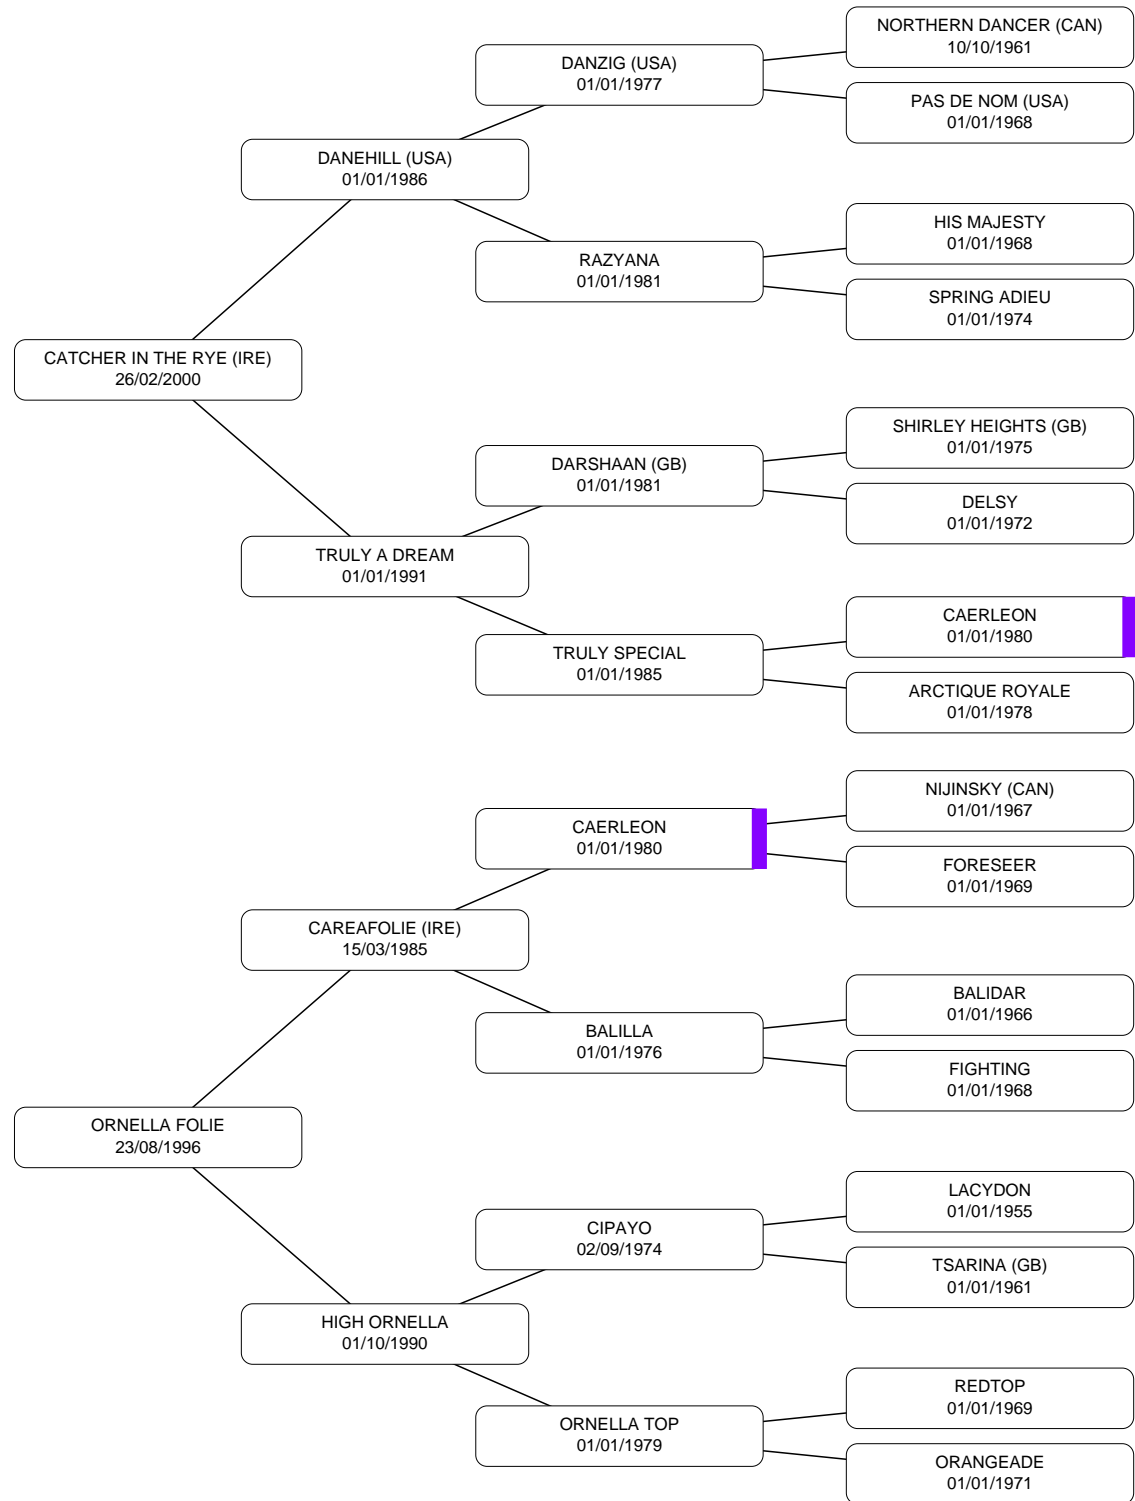 NORTHERN DANCER (CAN)
10/10/1961
DANZIG (USA)
01/01/1977
PAS DE NOM (USA)
01/01/1968
DANEHILL (USA)
01/01/1986
HIS MAJESTY
01/01/1968
RAZYANA
01/01/1981
SPRING ADIEU
01/01/1974
CATCHER IN THE RYE (IRE)
26/02/2000
SHIRLEY HEIGHTS (GB)
01/01/1975
DARSHAAN (GB)
01/01/1981
DELSY
01/01/1972
TRULY A DREAM
01/01/1991
CAERLEON
01/01/1980
TRULY SPECIAL
01/01/1985
ARCTIQUE ROYALE
01/01/1978
NIJINSKY (CAN)
01/01/1967
CAERLEON
01/01/1980
FORESEER
01/01/1969
CAREAFOLIE (IRE)
15/03/1985
BALIDAR
01/01/1966
BALILLA
01/01/1976
FIGHTING
01/01/1968
ORNELLA FOLIE
23/08/1996
LACYDON
01/01/1955
CIPAYO
02/09/1974
TSARINA (GB)
01/01/1961
HIGH ORNELLA
01/10/1990
REDTOP
01/01/1969
ORNELLA TOP
01/01/1979
ORANGEADE
01/01/1971